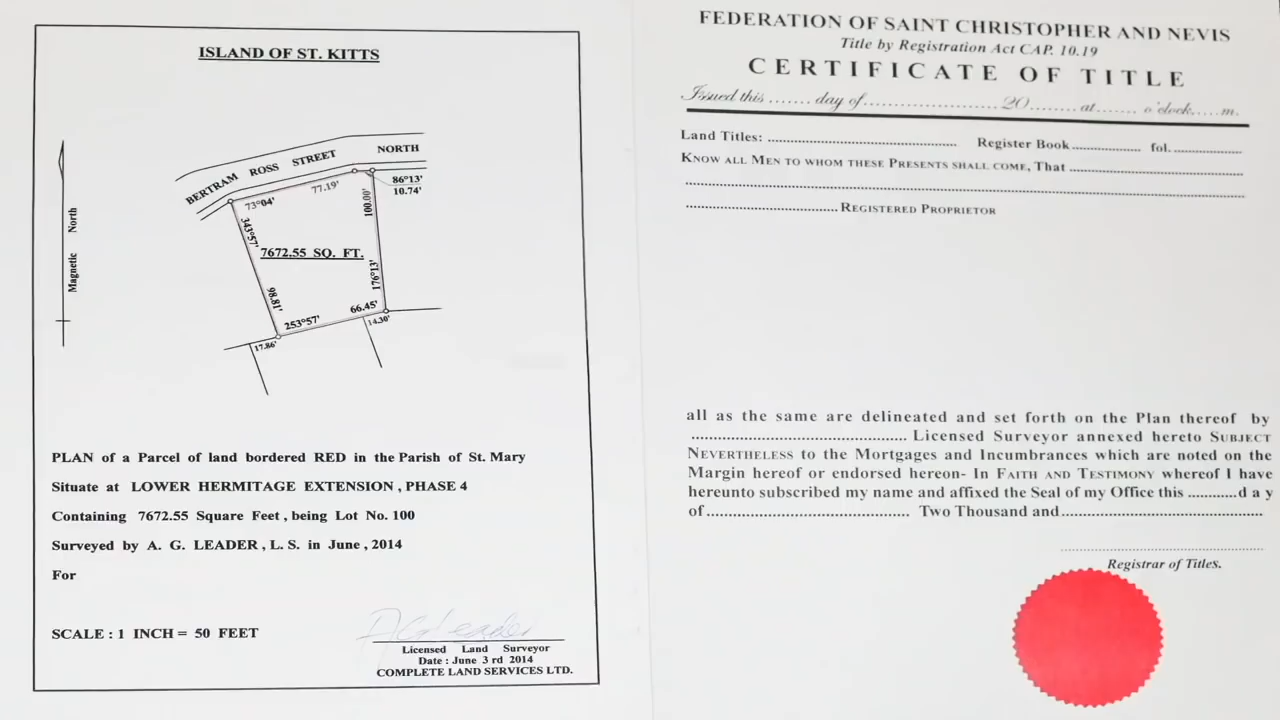 ISLAND OF ST. KITTS
BERTRAM ROSS STREET NORTH
77.19'
73°04'
86°13'
10.74'
100.00'
343°57'
7672.55 SQ. FT.
176°13'
98.81'
66.45'
253°57'
14.30'
17.86'
Magnetic North
PLAN of a Parcel of land bordered RED in the Parish of St. Mary
Situate at LOWER HERMITAGE EXTENSION, PHASE 4
Containing 7672.55 Square Feet, being Lot No. 100
Surveyed by A. G. LEADER, L. S. in June, 2014
For
SCALE : 1 INCH = 50 FEET
A G Leader
Licensed Land Surveyor
Date : June 3 rd 2014
COMPLETE LAND SERVICES LTD.
FEDERATION OF SAINT CHRISTOPHER AND NEVIS
Title by Registration Act CAP. 10.19
CERTIFICATE OF TITLE
Issued this ....... day of ........................... 20 ........ at ....... o'clock ..... m.
Land Titles: ............................................... Register Book ................. fol. .................
KNOW ALL MEN TO WHOM THESE PRESENTS SHALL COME, That ............................................
....................................................................................................................
...................................... REGISTERED PROPRIETOR
all as the same are delineated and set forth on the Plan thereof by
..................................................... Licensed Surveyor annexed hereto SUBJECT
NEVERTHELESS to the Mortgages and Incumbrances which are noted on the
Margin hereof or endorsed hereon- In FAITH AND TESTIMONY whereof I have
hereunto subscribed my name and affixed the Seal of my Office this ............ day
of .................................................. Two Thousand and ..................................................
Registrar of Titles.